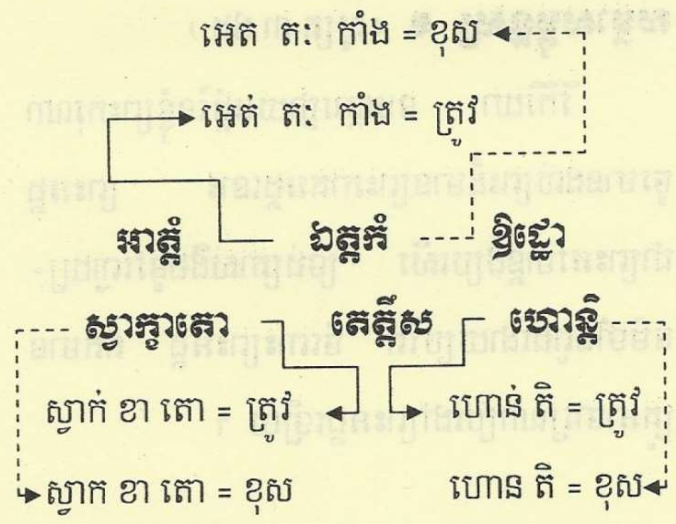 អេត តៈ កាំង = ខុស
អេត់ តៈ កាំង = ត្រូវ
អាត្តំ ឯត្តកំ ឱដ្ឋោ
ស្វាក្ខាតោ តេត្តឹស ហោន្តិ
ស្វាក់ ខា តោ = ត្រូវ ហោន់ តិ = ត្រូវ
ស្វាក ខា តោ = ខុស ហោន តិ = ខុស